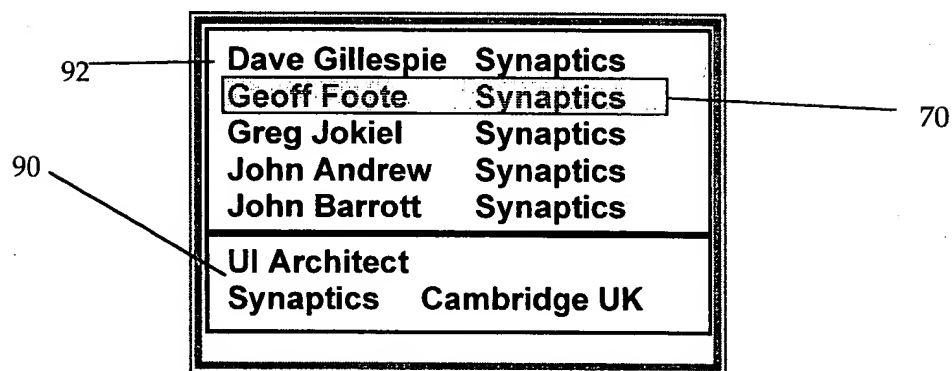 92
Dave Gillespie Synaptics
Geoff Foote Synaptics
70
Greg Jokiel Synaptics
90
John Andrew Synaptics
John Barrott Synaptics
UI Architect
Synaptics Cambridge UK